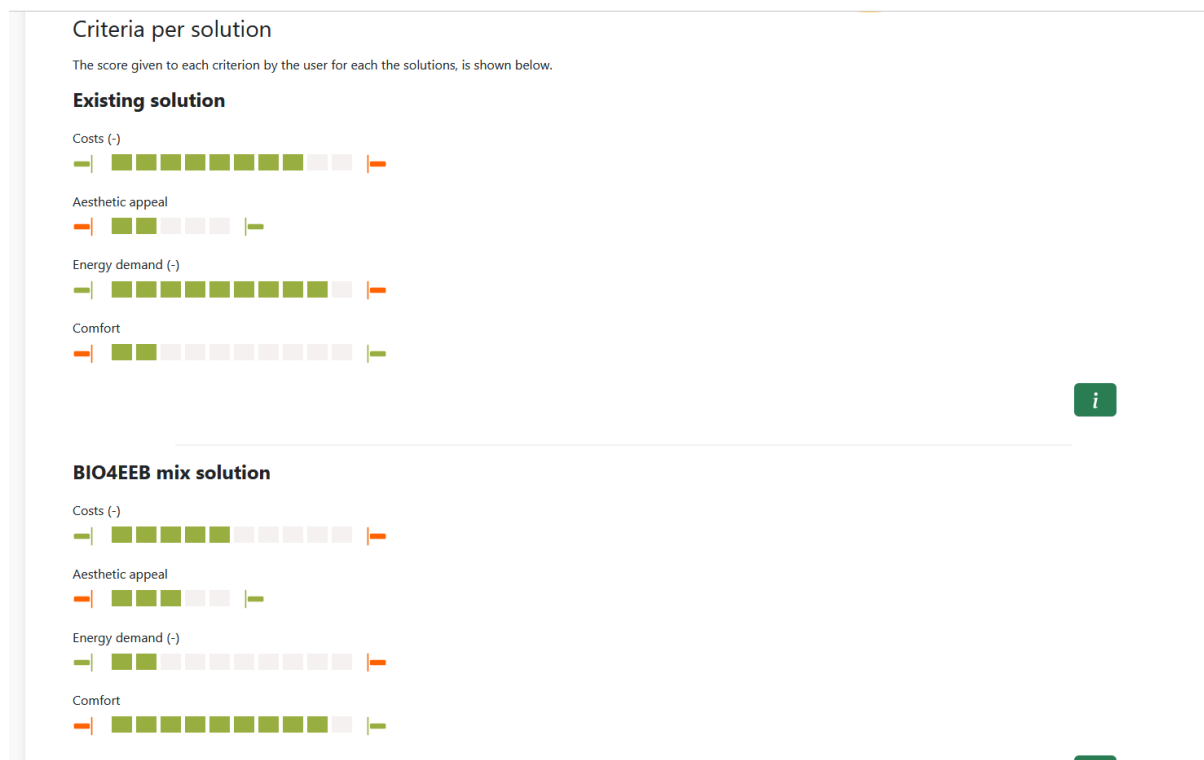 Criteria per solution
The score given to each criterion by the user for each the solutions, is shown below.
Existing solution
Costs (-)
Aesthetic appeal
Energy demand (-)
Comfort
i
BIO4EEB mix solution
Costs (-)
Aesthetic appeal
Energy demand (-)
Comfort